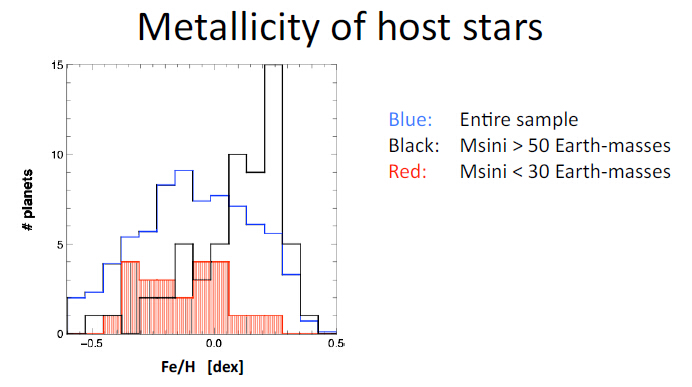 Metallicity of host stars
15
10
5
0
# planets
−0.5
0.0
0.5
Fe/H [dex]
Blue: Entire sample
Black: Msini > 50 Earth-masses
Red: Msini < 30 Earth-masses